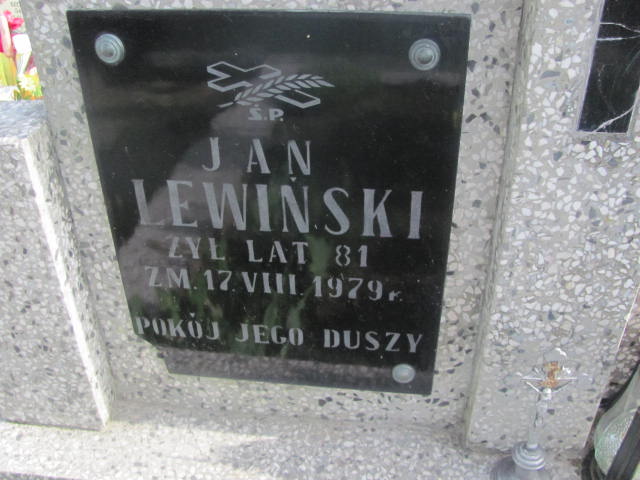 Ś.P.
JAN
LEWIŃSKI
ŻYŁ LAT 81
ZM. 17. VIII. 1979 r.
POKÓJ JEGO DUSZY